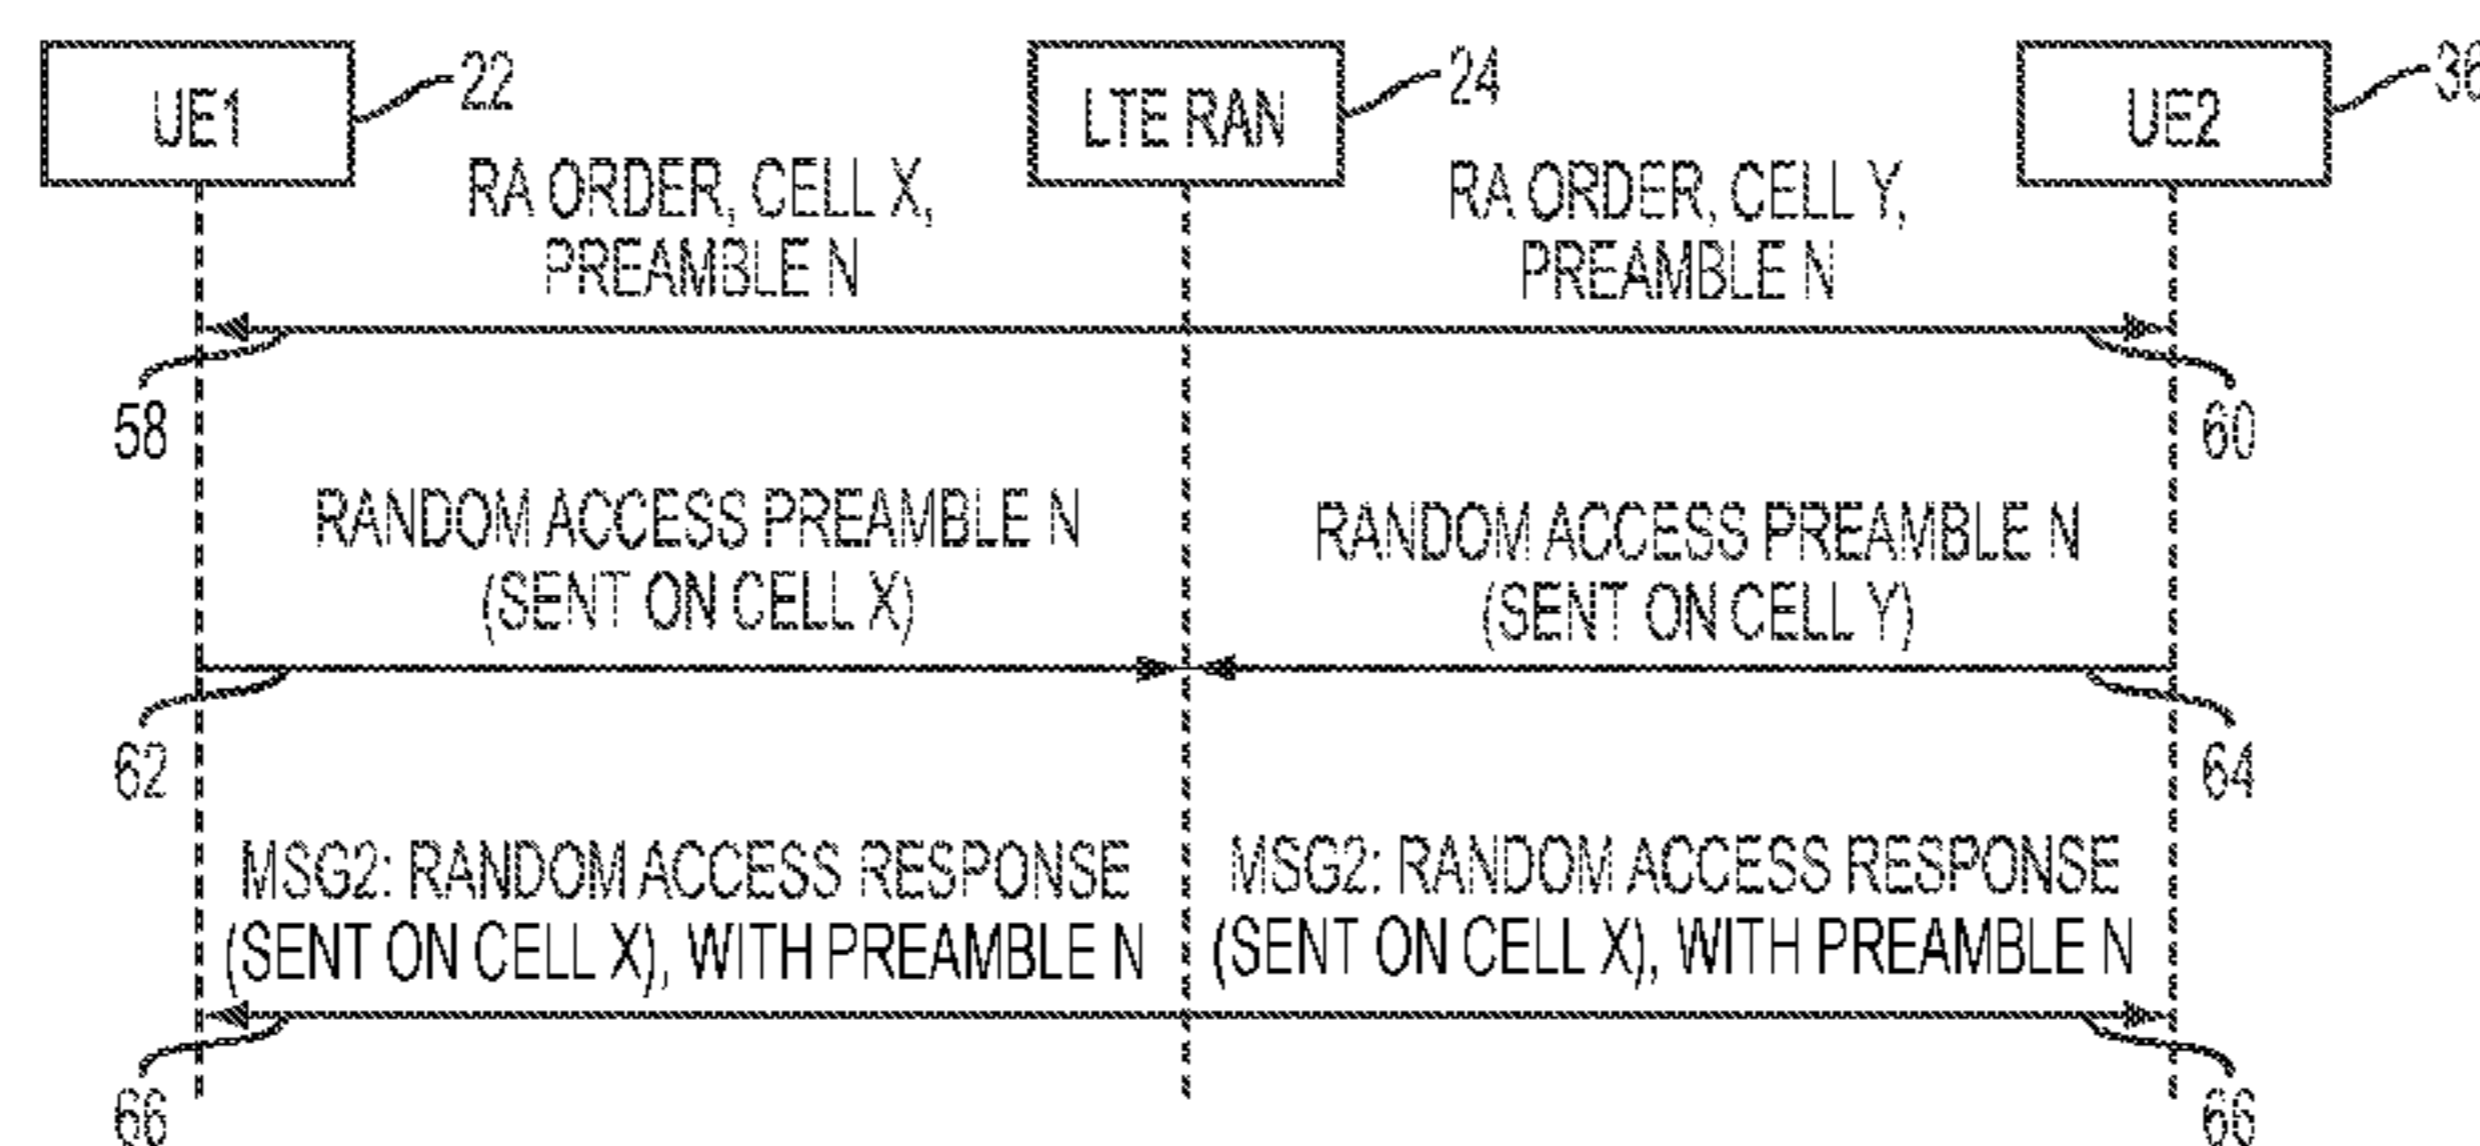 UE1
22
LTE RAN
24
UE2
36
RA ORDER, CELL X,
PREAMBLE N
RA ORDER, CELL Y,
PREAMBLE N
58
60
RANDOM ACCESS PREAMBLE N
(SENT ON CELL X)
RANDOM ACCESS PREAMBLE N
(SENT ON CELL Y)
62
64
MSG2: RANDOM ACCESS RESPONSE
(SENT ON CELL X), WITH PREAMBLE N
MSG2: RANDOM ACCESS RESPONSE
(SENT ON CELL X), WITH PREAMBLE N
66
66